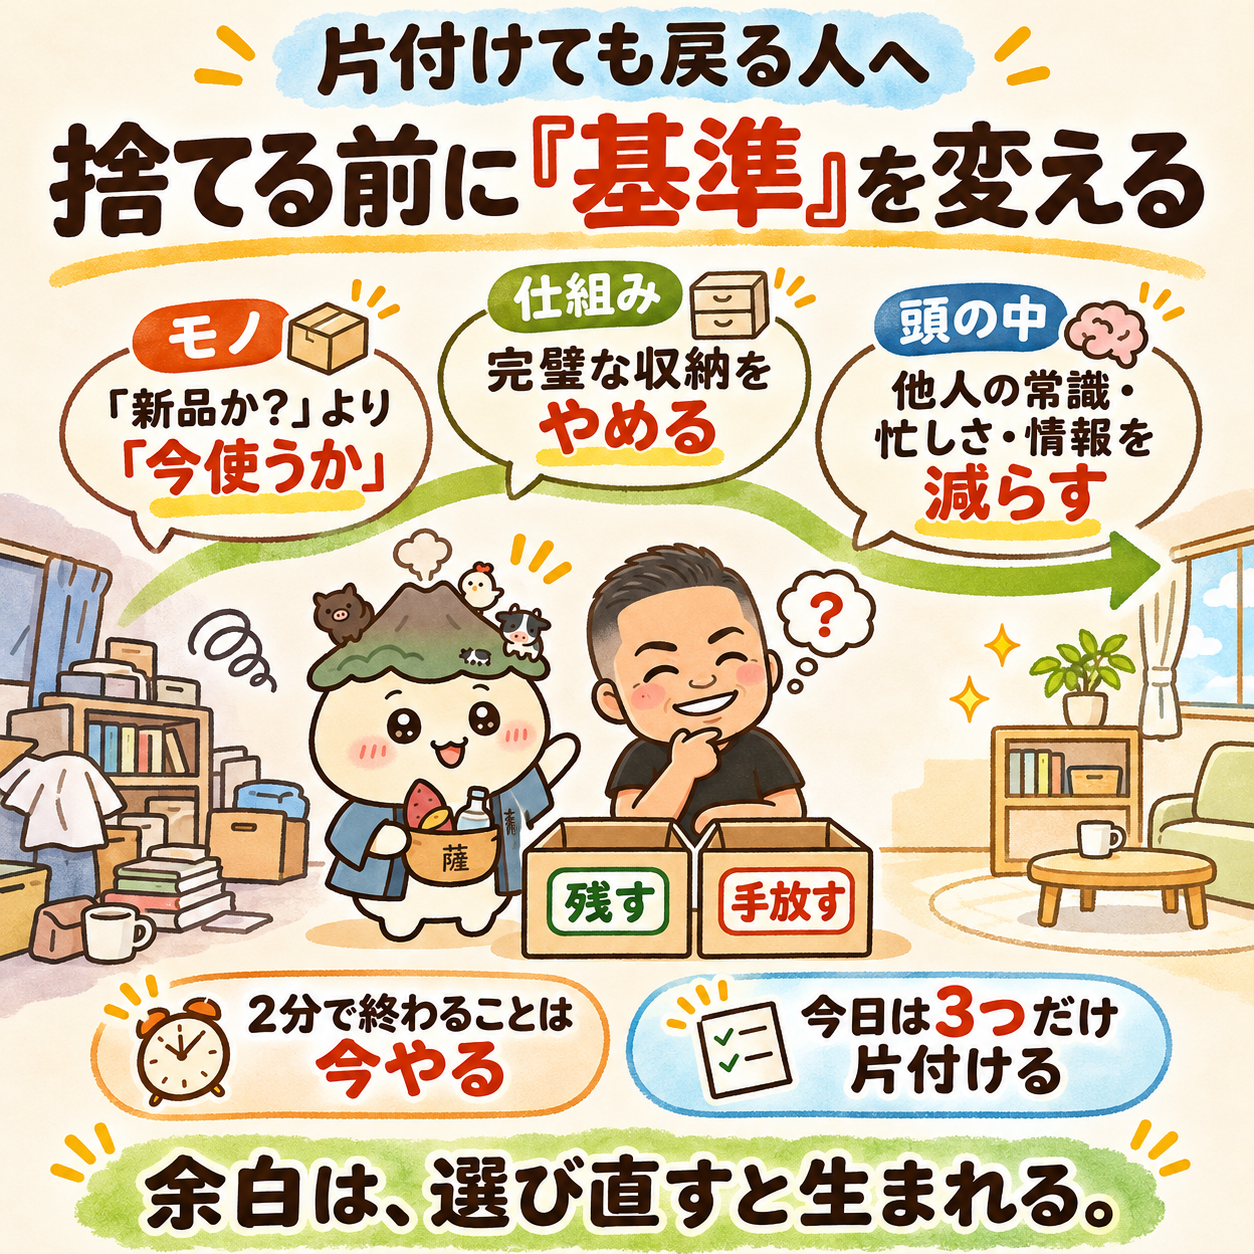 片付けても戻る人へ
捨てる前に『基準』を変える
モノ
「新品か?」より
「今使うか」
仕組み
完璧な収納を
やめる
頭の中
他人の常識・
忙しさ・情報を
減らす
?
薩
残す
手放す
2分で終わることは
今やる
今日は3つだけ
片付ける
余白は、選び直すと生まれる。